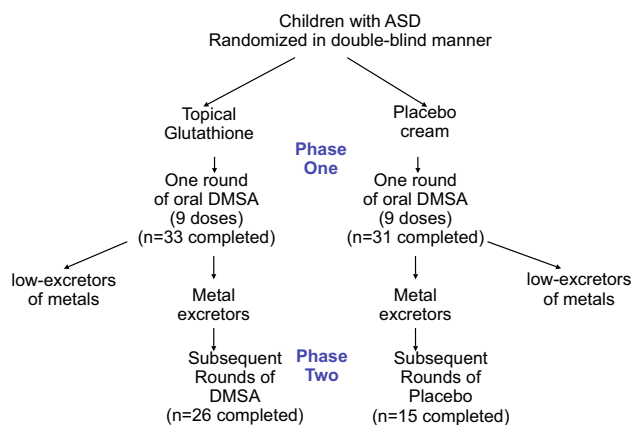 Children with ASD
Randomized in double-blind manner
Topical
Glutathione
Placebo
cream
Phase
One
One round
of oral DMSA
(9 doses)
(n=33 completed)
One round
of oral DMSA
(9 doses)
(n=31 completed)
low-excretors
of metals
Metal
excretors
Metal
excretors
low-excretors
of metals
Phase
Two
Subsequent
Rounds of
DMSA
(n=26 completed)
Subsequent
Rounds of
Placebo
(n=15 completed)